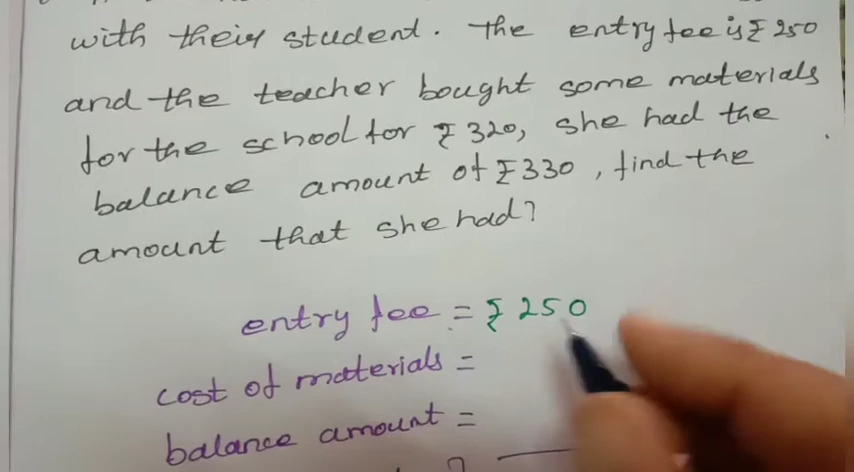 with their student. The entry fee is ₹ 250
and the teacher bought some materials
for the school for ₹ 320, she had the
balance amount of ₹ 330, find the
amount that she had?
entry fee = ₹ 250
cost of materials =
balance amount =